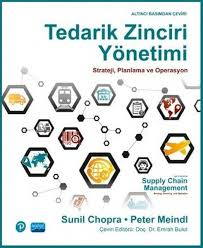 ALTINCI BASIMDAN ÇEVİRİ
Tedarik Zinciri
Yönetimi
Strateji, Planlama ve Operasyon
Supply Chain
Management
Pearson
Sunil Chopra • Peter Meindl
Çeviri Editörü: Doç. Dr. Emrah Bulut